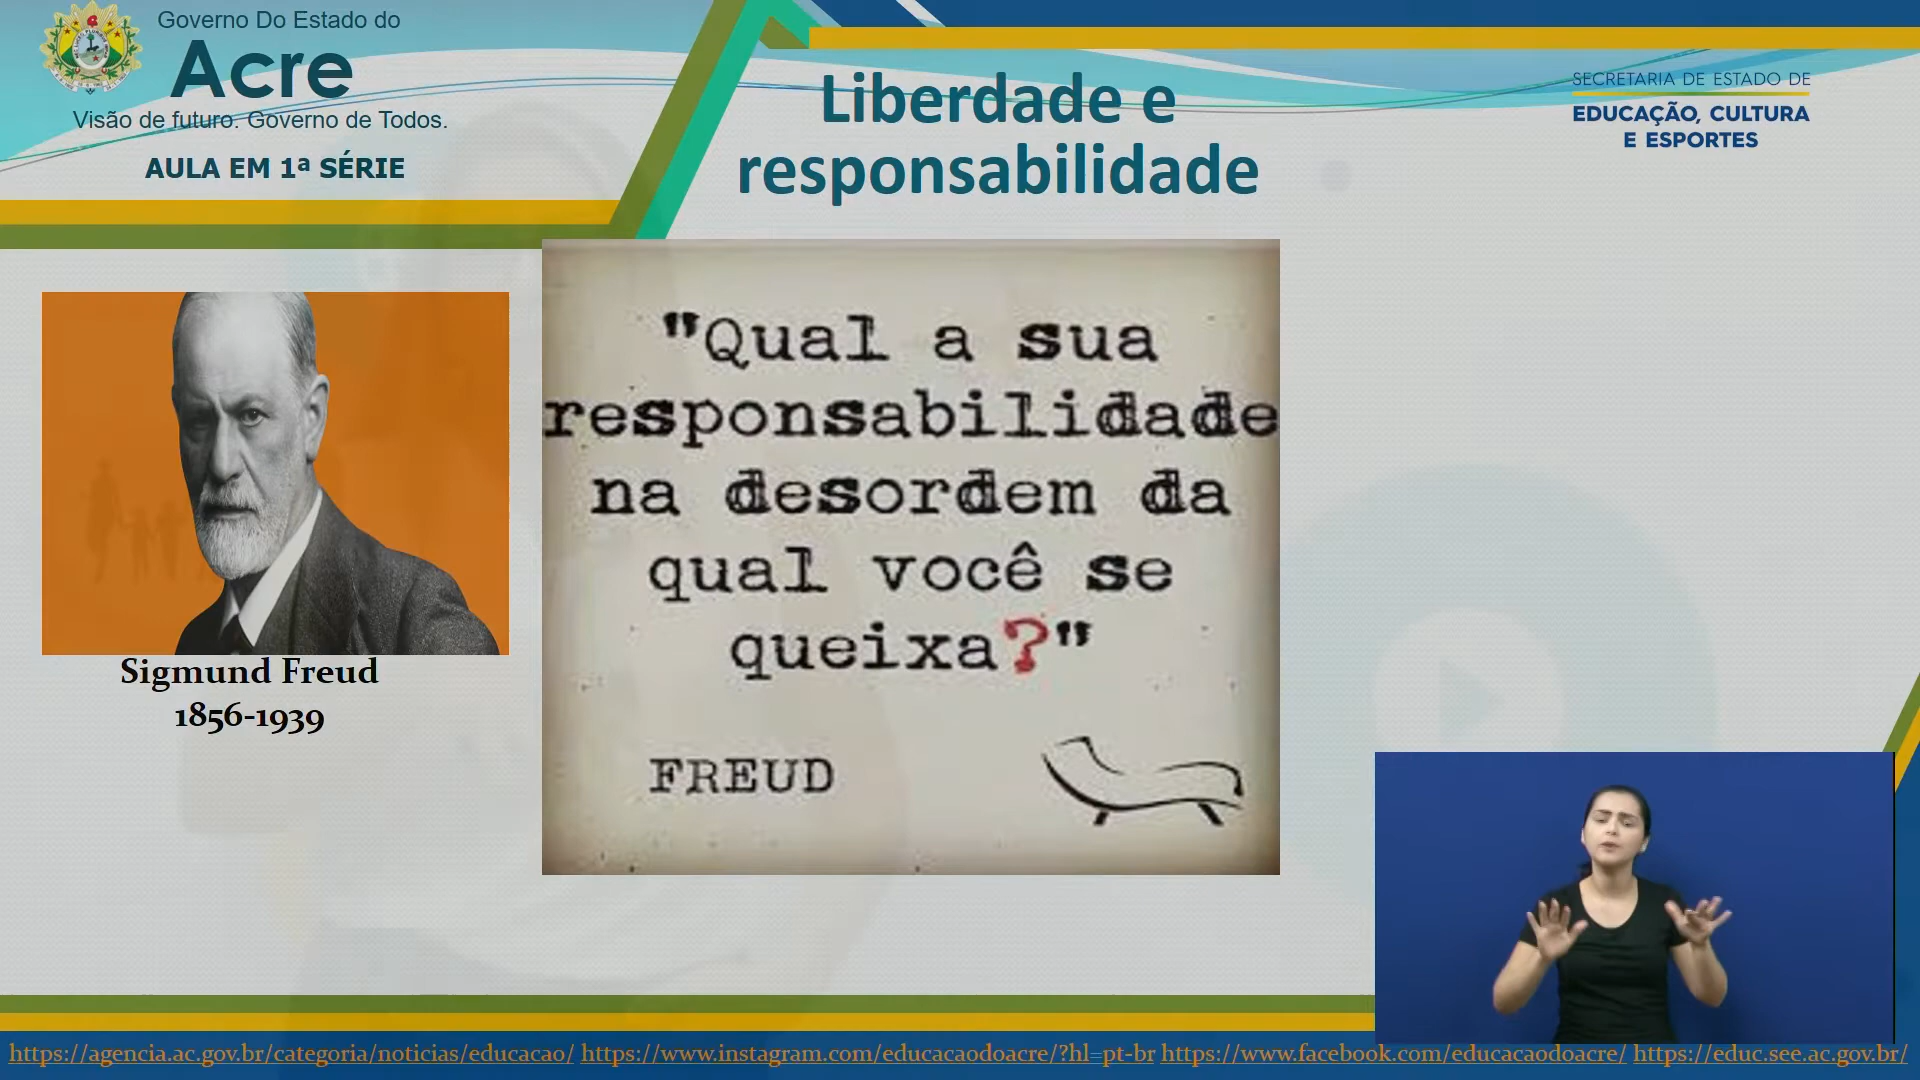 Governo Do Estado do
Acre
Visão de futuro. Governo de Todos.
AULA EM 1ª SÉRIE
Liberdade e
responsabilidade
SECRETARIA DE ESTADO DE
EDUCAÇÃO, CULTURA
E ESPORTES
"Qual a sua
responsabilidade
na desordem da
qual você se
queixa?"
FREUD
Sigmund Freud
1856-1939
https://agencia.ac.gov.br/categoria/noticias/educacao/ https://www.instagram.com/educacaodoacre/?hl=pt-br https://www.facebook.com/educacaodoacre/ https://educ.see.ac.gov.br/